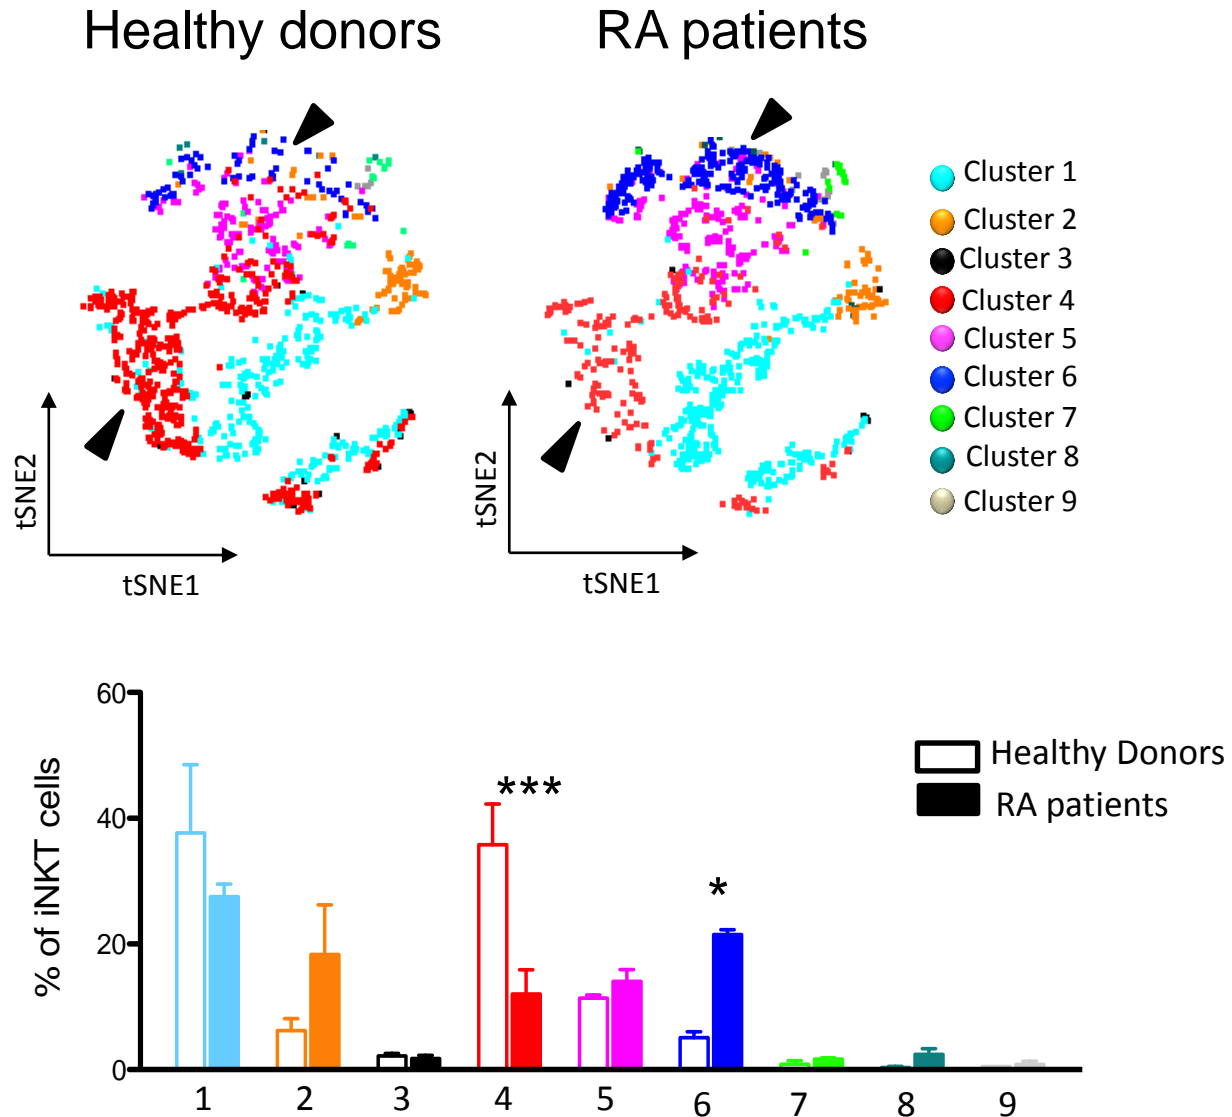 Healthy donors
RA patients
Cluster 1
Cluster 2
Cluster 3
Cluster 4
Cluster 5
Cluster 6
Cluster 7
Cluster 8
Cluster 9
tSNE2
tSNE1
tSNE2
tSNE1
% of iNKT cells
60
40
20
0
***
*
Healthy Donors
RA patients
1 2 3 4 5 6 7 8 9